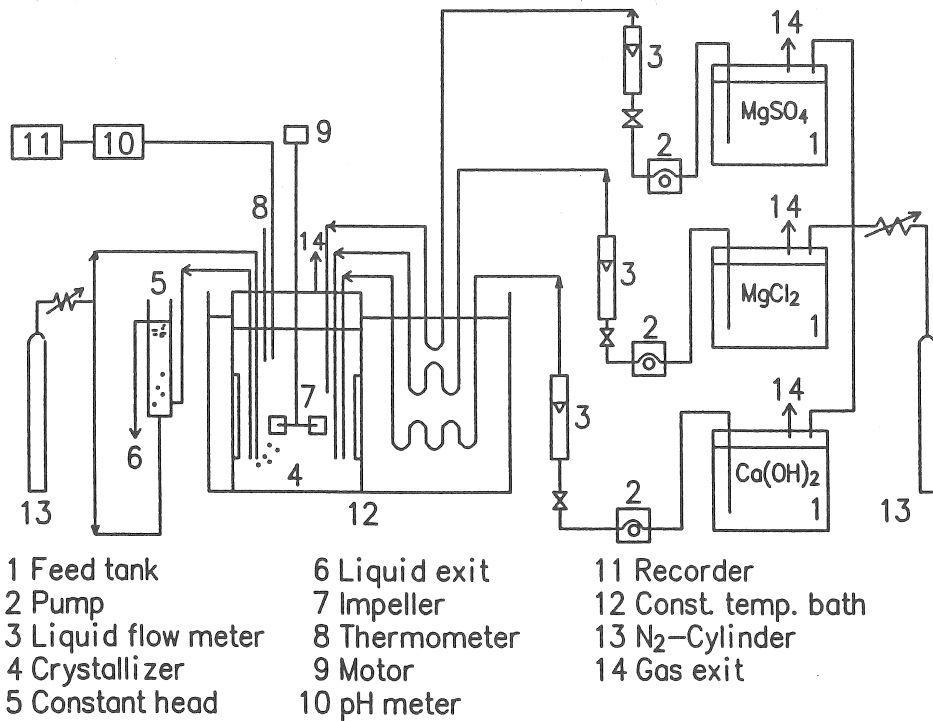 14
3
MgSO₄
1
2
11
10
9
8
14
14
3
MgCl₂
1
2
5
7
14
3
6
4
Ca(OH)₂
1
2
13
12
13
1 Feed tank
2 Pump
3 Liquid flow meter
4 Crystallizer
5 Constant head
6 Liquid exit
7 Impeller
8 Thermometer
9 Motor
10 pH meter
11 Recorder
12 Const. temp. bath
13 N₂–Cylinder
14 Gas exit